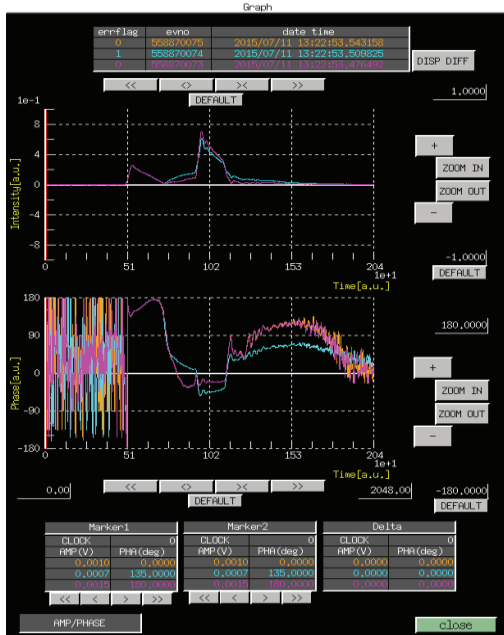 Graph
errflag evno date time
0 558870075 2015/07/11 13:22:53.543158
1 558870074 2015/07/11 13:22:53.509825
0 558870073 2015/07/11 13:22:53.476492
DISP DIFF
<< <> >< >>
DEFAULT
1.0000
1e-1
8
4
0
-4
-8
Intensity[a.u.]
+
ZOOM IN
ZOOM OUT
-
-1.0000
DEFAULT
0 51 102 153 204
1e+1
Time[a.u.]
180
90
0
-90
-180
Phase[a.u.]
180.0000
+
ZOOM IN
ZOOM OUT
-
0 51 102 153 204
1e+1
Time[a.u.]
0.00 << <> >< >> 2048.00 -180.0000
DEFAULT DEFAULT
Marker1 Marker2 Delta
CLOCK 0 CLOCK 0 CLOCK 0
AMP(V) PHA(deg) AMP(V) PHA(deg) AMP(V) PHA(deg)
0.0010 0.0000 0.0010 0.0000 0.0000 0.0000
0.0007 135.0000 0.0007 135.0000 0.0000 0.0000
0.0015 180.0000 0.0015 180.0000 0.0000 0.0000
<< < > >> << < > >>
AMP/PHASE close